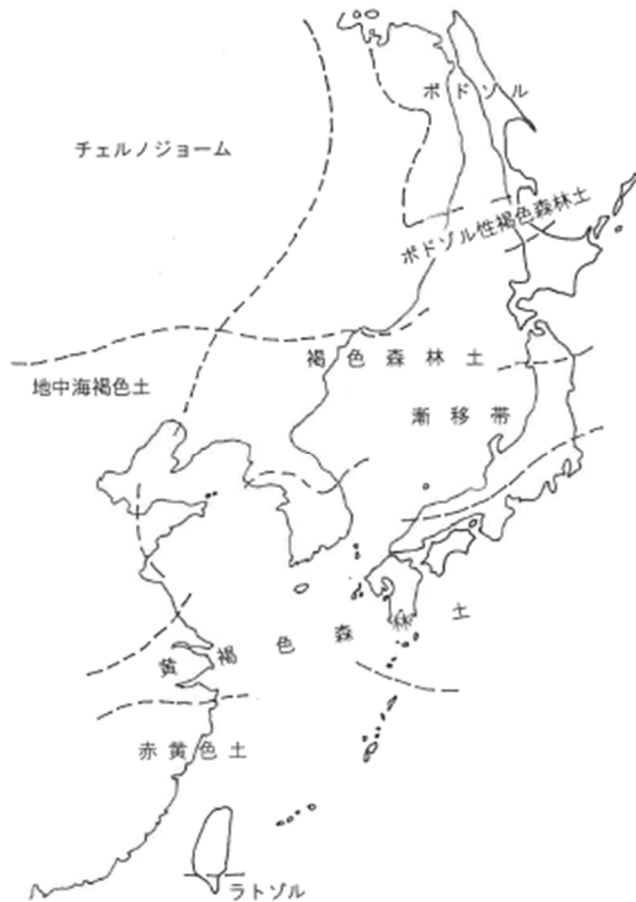 ポドゾル
チェルノジョーム
ポドゾル性褐色森林土
褐色森林土
地中海褐色土
漸移帯
黄褐色森林土
赤黄色土
ラトゾル